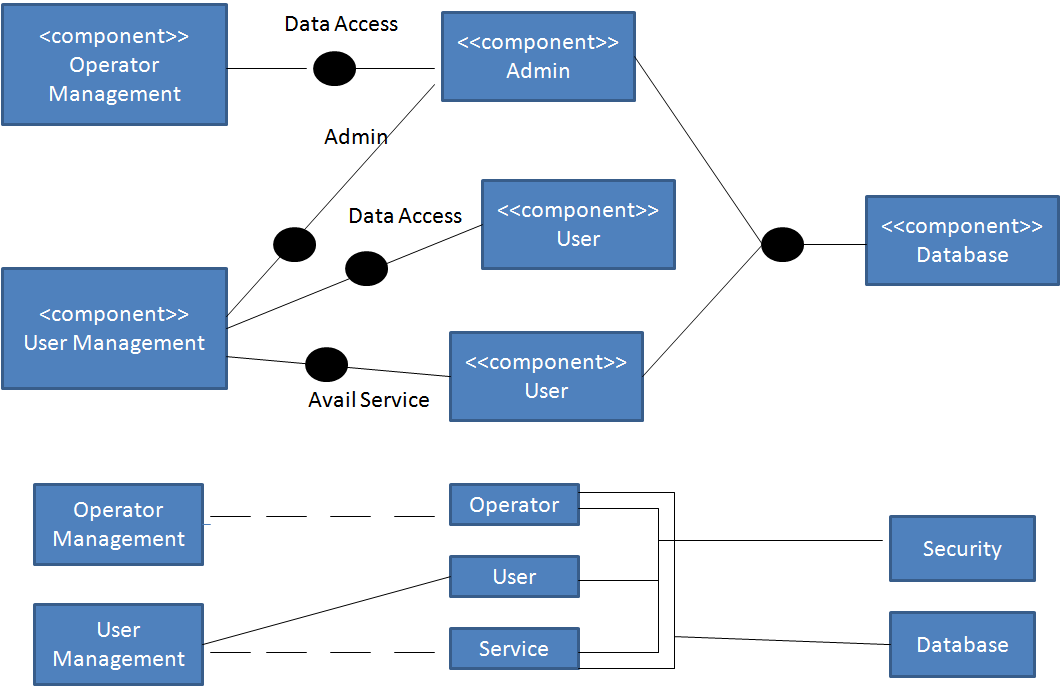 <component>>
Operator
Management
Data Access
<<component>>
Admin
Admin
Data Access
<<component>>
User
<<component>>
Database
<component>>
User Management
<<component>>
User
Avail Service
Operator
Management
Operator
User
Security
User
Management
Service
Database